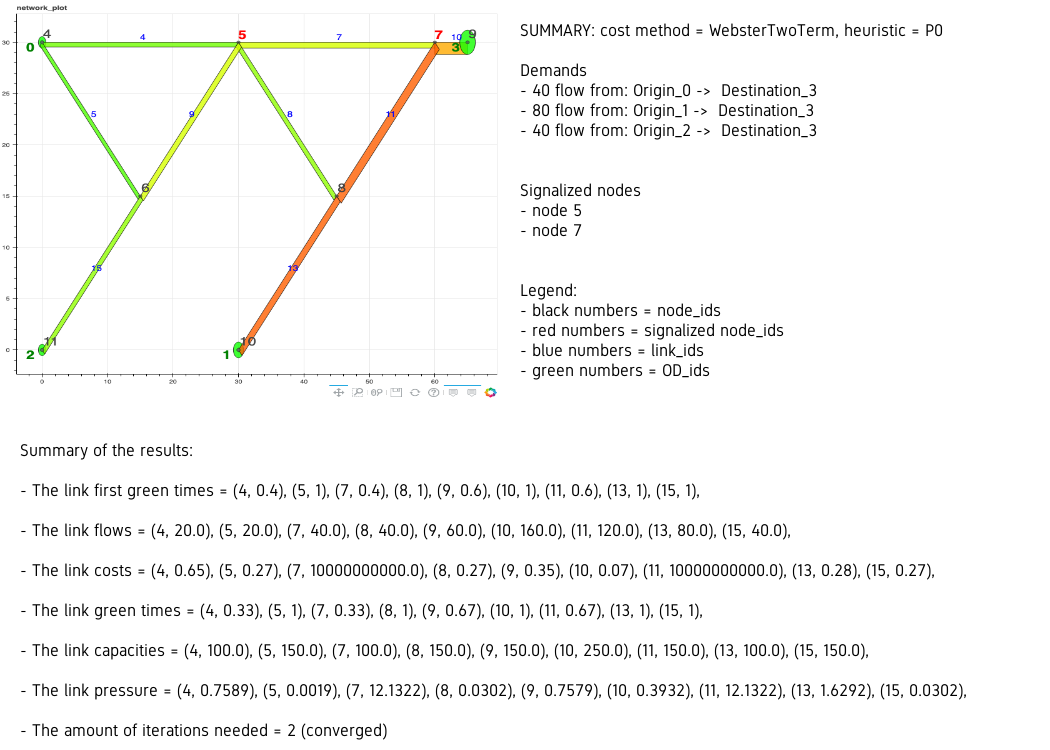 network_plot
4
5
7
9
0
3
4
7
10
30
25
20
15
10
5
0
5
9
8
11
6
8
15
13
11
2
10
1
0
10
20
30
40
50
60
SUMMARY: cost method = WebsterTwoTerm, heuristic = P0
Demands
- 40 flow from: Origin_0 -> Destination_3
- 80 flow from: Origin_1 -> Destination_3
- 40 flow from: Origin_2 -> Destination_3
Signalized nodes
- node 5
- node 7
Legend:
- black numbers = node_ids
- red numbers = signalized node_ids
- blue numbers = link_ids
- green numbers = OD_ids
Summary of the results:
- The link first green times = (4, 0.4), (5, 1), (7, 0.4), (8, 1), (9, 0.6), (10, 1), (11, 0.6), (13, 1), (15, 1),
- The link flows = (4, 20.0), (5, 20.0), (7, 40.0), (8, 40.0), (9, 60.0), (10, 160.0), (11, 120.0), (13, 80.0), (15, 40.0),
- The link costs = (4, 0.65), (5, 0.27), (7, 10000000000.0), (8, 0.27), (9, 0.35), (10, 0.07), (11, 10000000000.0), (13, 0.28), (15, 0.27),
- The link green times = (4, 0.33), (5, 1), (7, 0.33), (8, 1), (9, 0.67), (10, 1), (11, 0.67), (13, 1), (15, 1),
- The link capacities = (4, 100.0), (5, 150.0), (7, 100.0), (8, 150.0), (9, 150.0), (10, 250.0), (11, 150.0), (13, 100.0), (15, 150.0),
- The link pressure = (4, 0.7589), (5, 0.0019), (7, 12.1322), (8, 0.0302), (9, 0.7579), (10, 0.3932), (11, 12.1322), (13, 1.6292), (15, 0.0302),
- The amount of iterations needed = 2 (converged)